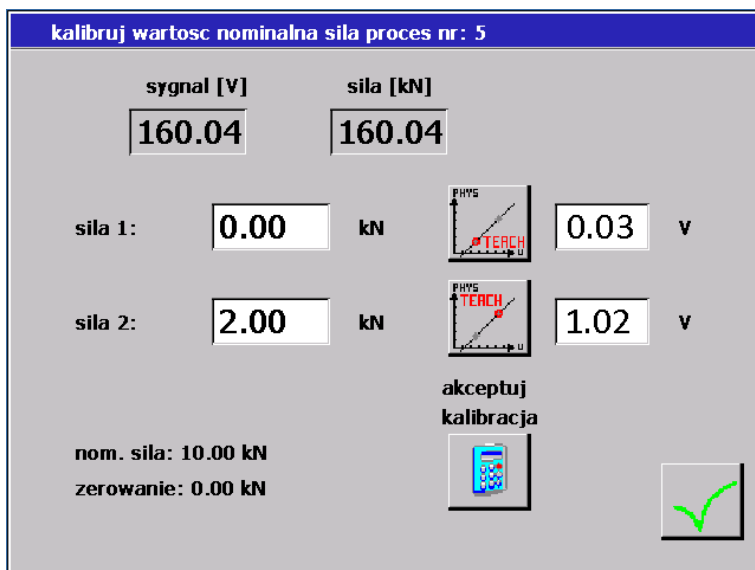 kalibruj wartosc nominalna sila proces nr: 5
sygnal [V] sila [kN]
160.04 160.04
PHYS
sila 1: 0.00 kN TEACH 0.03 V
U
PHYS
TEACH
sila 2: 2.00 kN 1.02 V
U
akceptuj
kalibracja
nom. sila: 10.00 kN
zerowanie: 0.00 kN